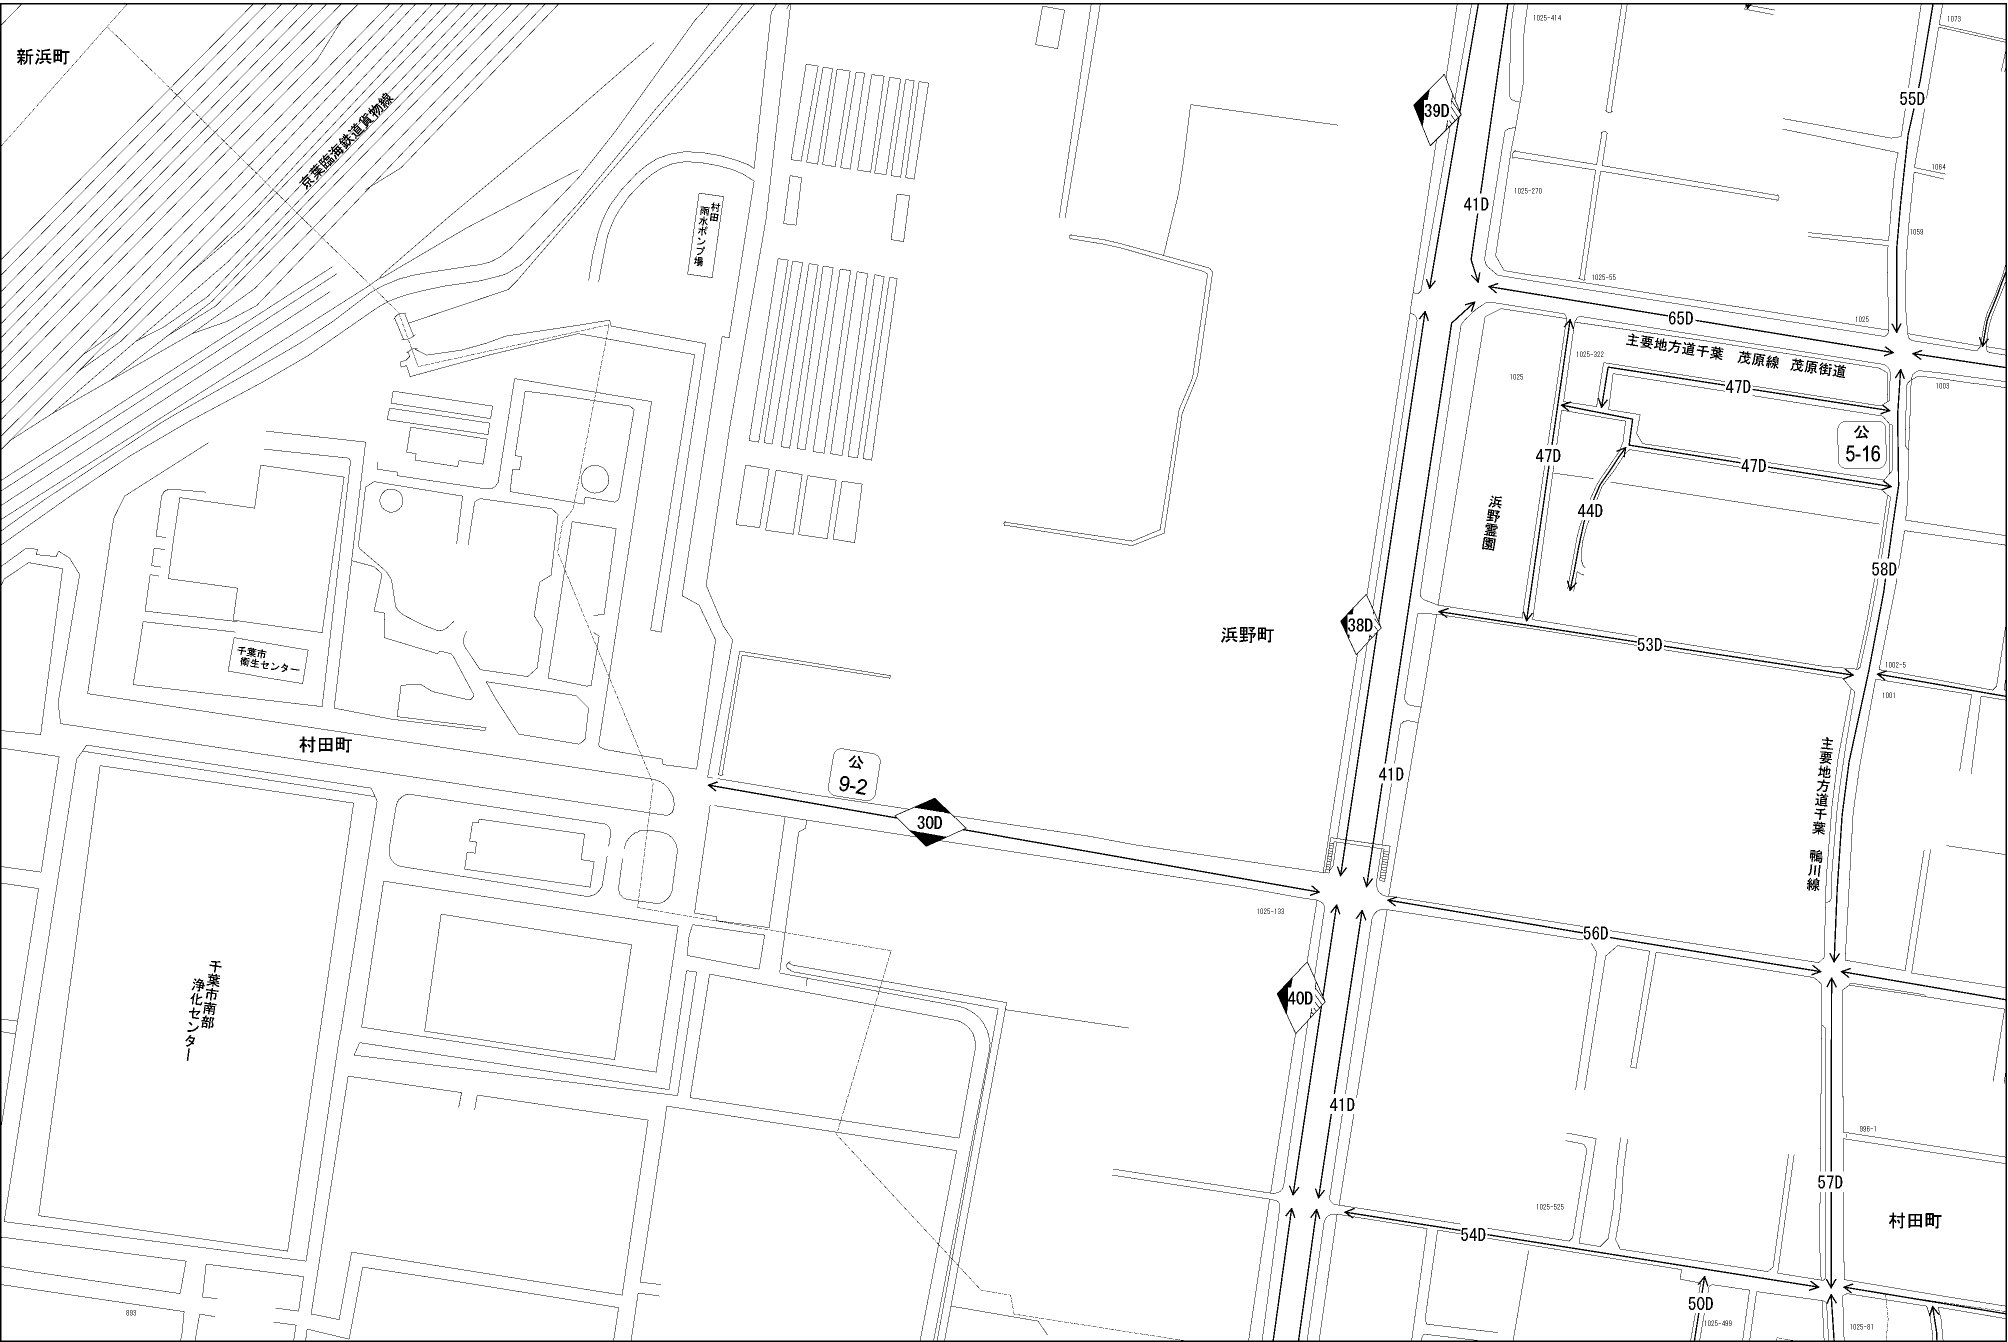 新浜町
京葉臨海鉄道貨物線
村田
雨水ポンプ場
千葉市
衛生センター
村田町
千葉市南部
浄化センター
893
公
9-2
30D
浜野町
39D
41D
38D
41D
40D
41D
1025-133
1025-414
1025-270
1025-55
1025
65D
主要地方道千葉 茂原線 茂原街道
1025-322
1025
47D
47D
47D
44D
公
5-16
浜野霊園
53D
58D
主要地方道千葉 鴨川線
56D
57D
54D
50D
1025-525
1025-499
1025-81
55D
1073
1064
1059
1003
1002-5
1001
996-1
村田町